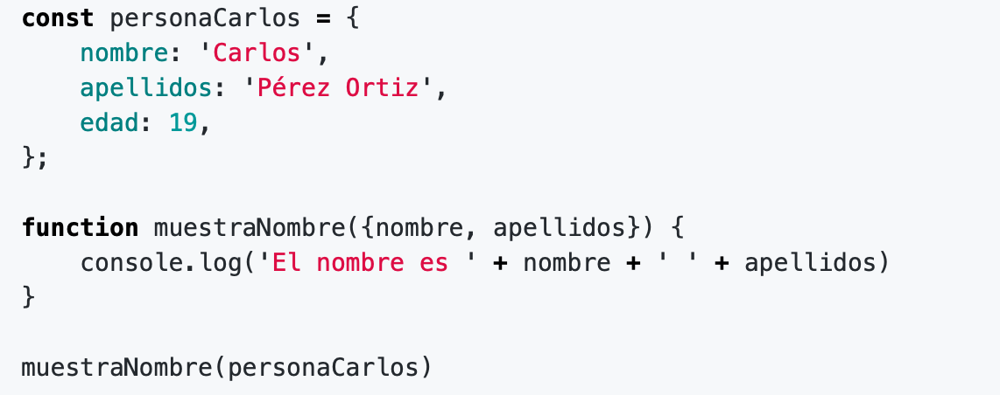 const personaCarlos = {
    nombre: 'Carlos',
    apellidos: 'Pérez Ortiz',
    edad: 19,
};

function muestraNombre({nombre, apellidos}) {
    console.log('El nombre es ' + nombre + ' ' + apellidos)
}

muestraNombre(personaCarlos)